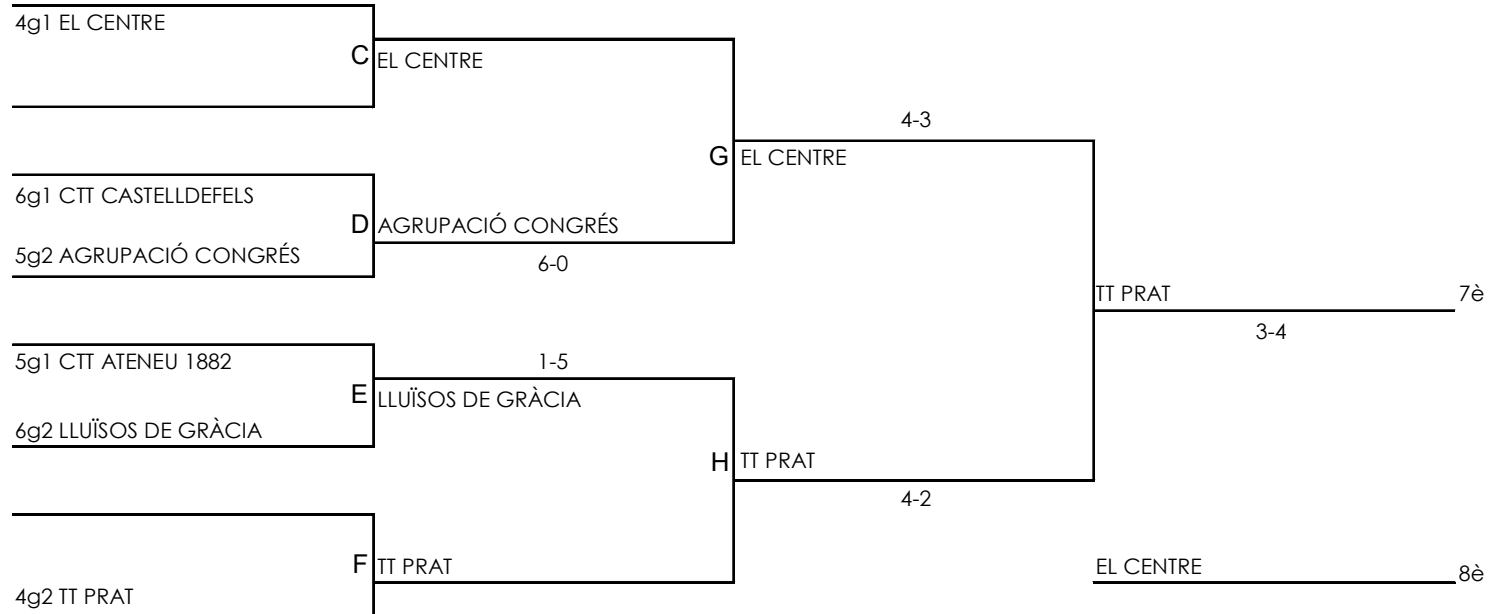 4g1 EL CENTRE
C EL CENTRE
4-3
G EL CENTRE
6g1 CTT CASTELLDEFELS
D AGRUPACIÓ CONGRÉS
5g2 AGRUPACIÓ CONGRÉS
6-0
TT PRAT 7è
3-4
5g1 CTT ATENEU 1882
1-5
E LLUÏSOS DE GRÀCIA
6g2 LLUÏSOS DE GRÀCIA
H TT PRAT
4-2
F TT PRAT
EL CENTRE 8è
4g2 TT PRAT